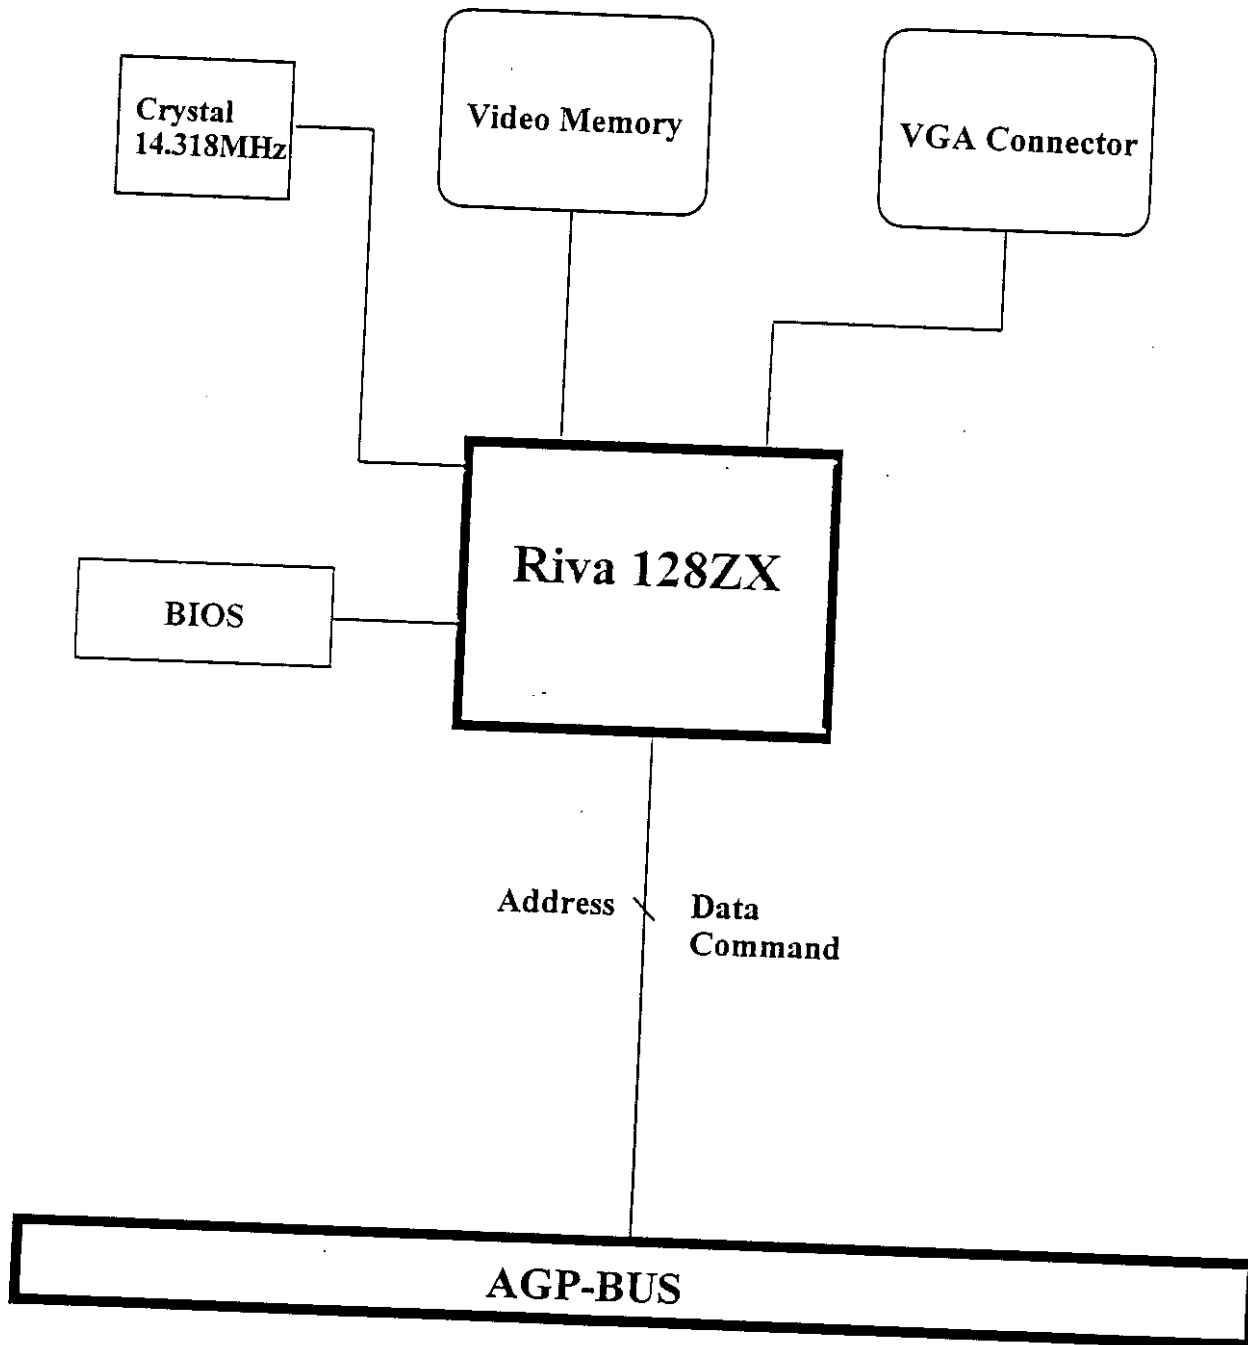 Crystal
14.318MHz
Video Memory
VGA Connector
Riva 128ZX
BIOS
Address
Data
Command
AGP-BUS